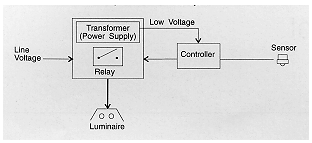 Line
Voltage
Transformer
(Power Supply)
Relay
Low Voltage
Controller
Sensor
Luminaire